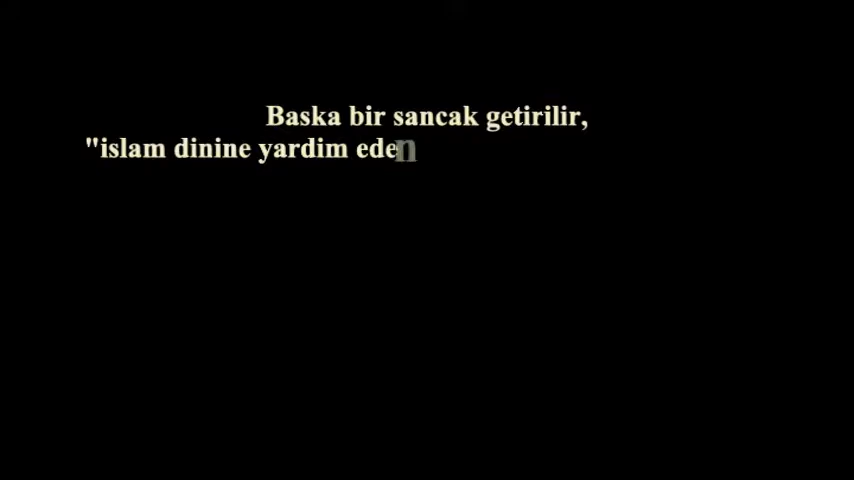 Baska bir sancak getirilir,
"islam dinine yardim eden